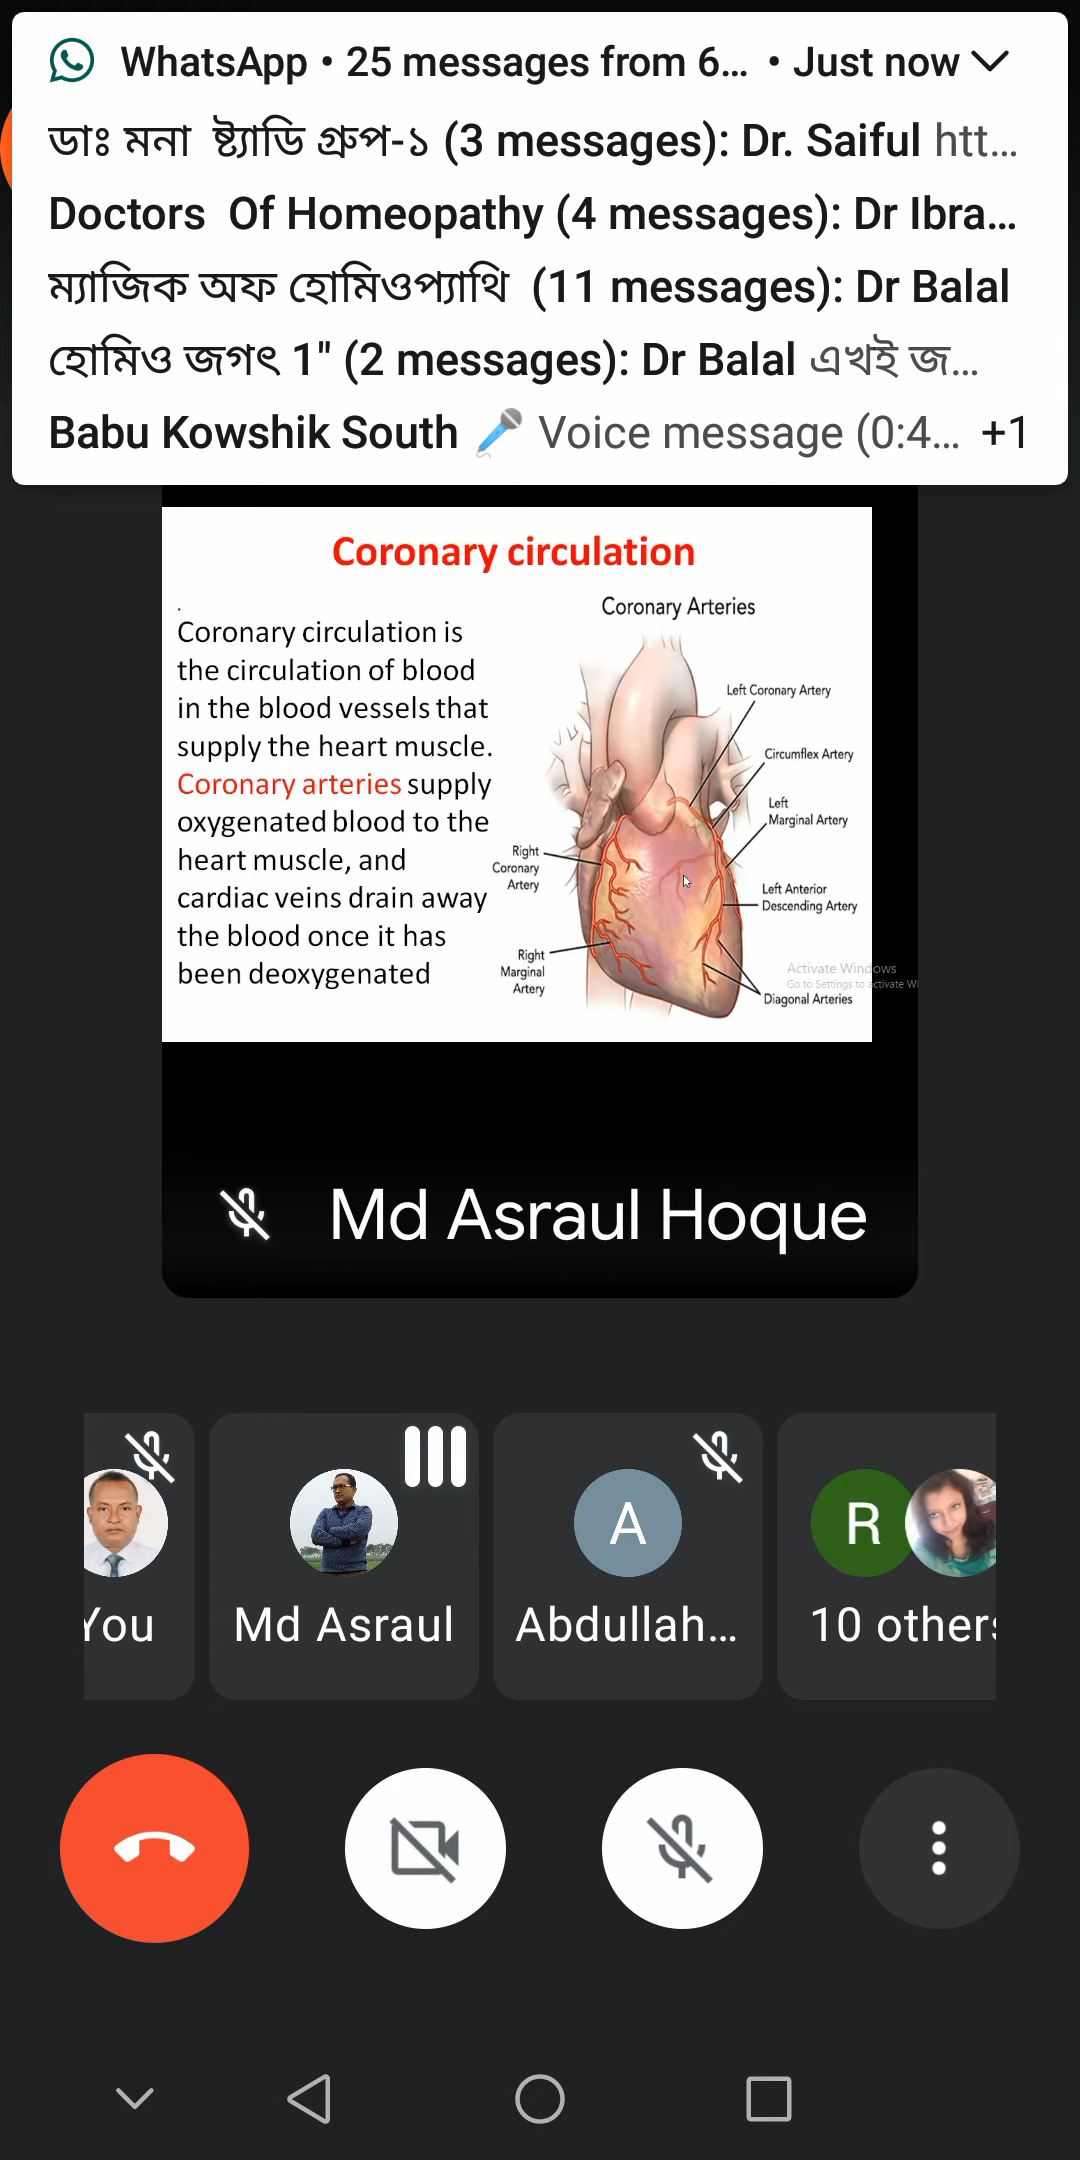 WhatsApp • 25 messages from 6... • Just now
ডাঃ মনা ষ্ট্যাডি গ্রুপ-১ (3 messages): Dr. Saiful htt...
Doctors Of Homeopathy (4 messages): Dr Ibra...
ম্যাজিক অফ হোমিওপ্যাথি (11 messages): Dr Balal
হোমিও জগৎ 1" (2 messages): Dr Balal এখই জ...
Babu Kowshik South 🎤 Voice message (0:4... +1
Coronary circulation
.
Coronary circulation is
the circulation of blood
in the blood vessels that
supply the heart muscle.
Coronary arteries supply
oxygenated blood to the
heart muscle, and
cardiac veins drain away
the blood once it has
been deoxygenated
Coronary Arteries
Left Coronary Artery
Circumflex Artery
Left
Marginal Artery
Right
Coronary
Artery
Left Anterior
Descending Artery
Right
Marginal
Artery
Activate Windows
Go to Settings to activate Wi
Diagonal Arteries
Md Asraul Hoque
A
R
You
Md Asraul
Abdullah...
10 others